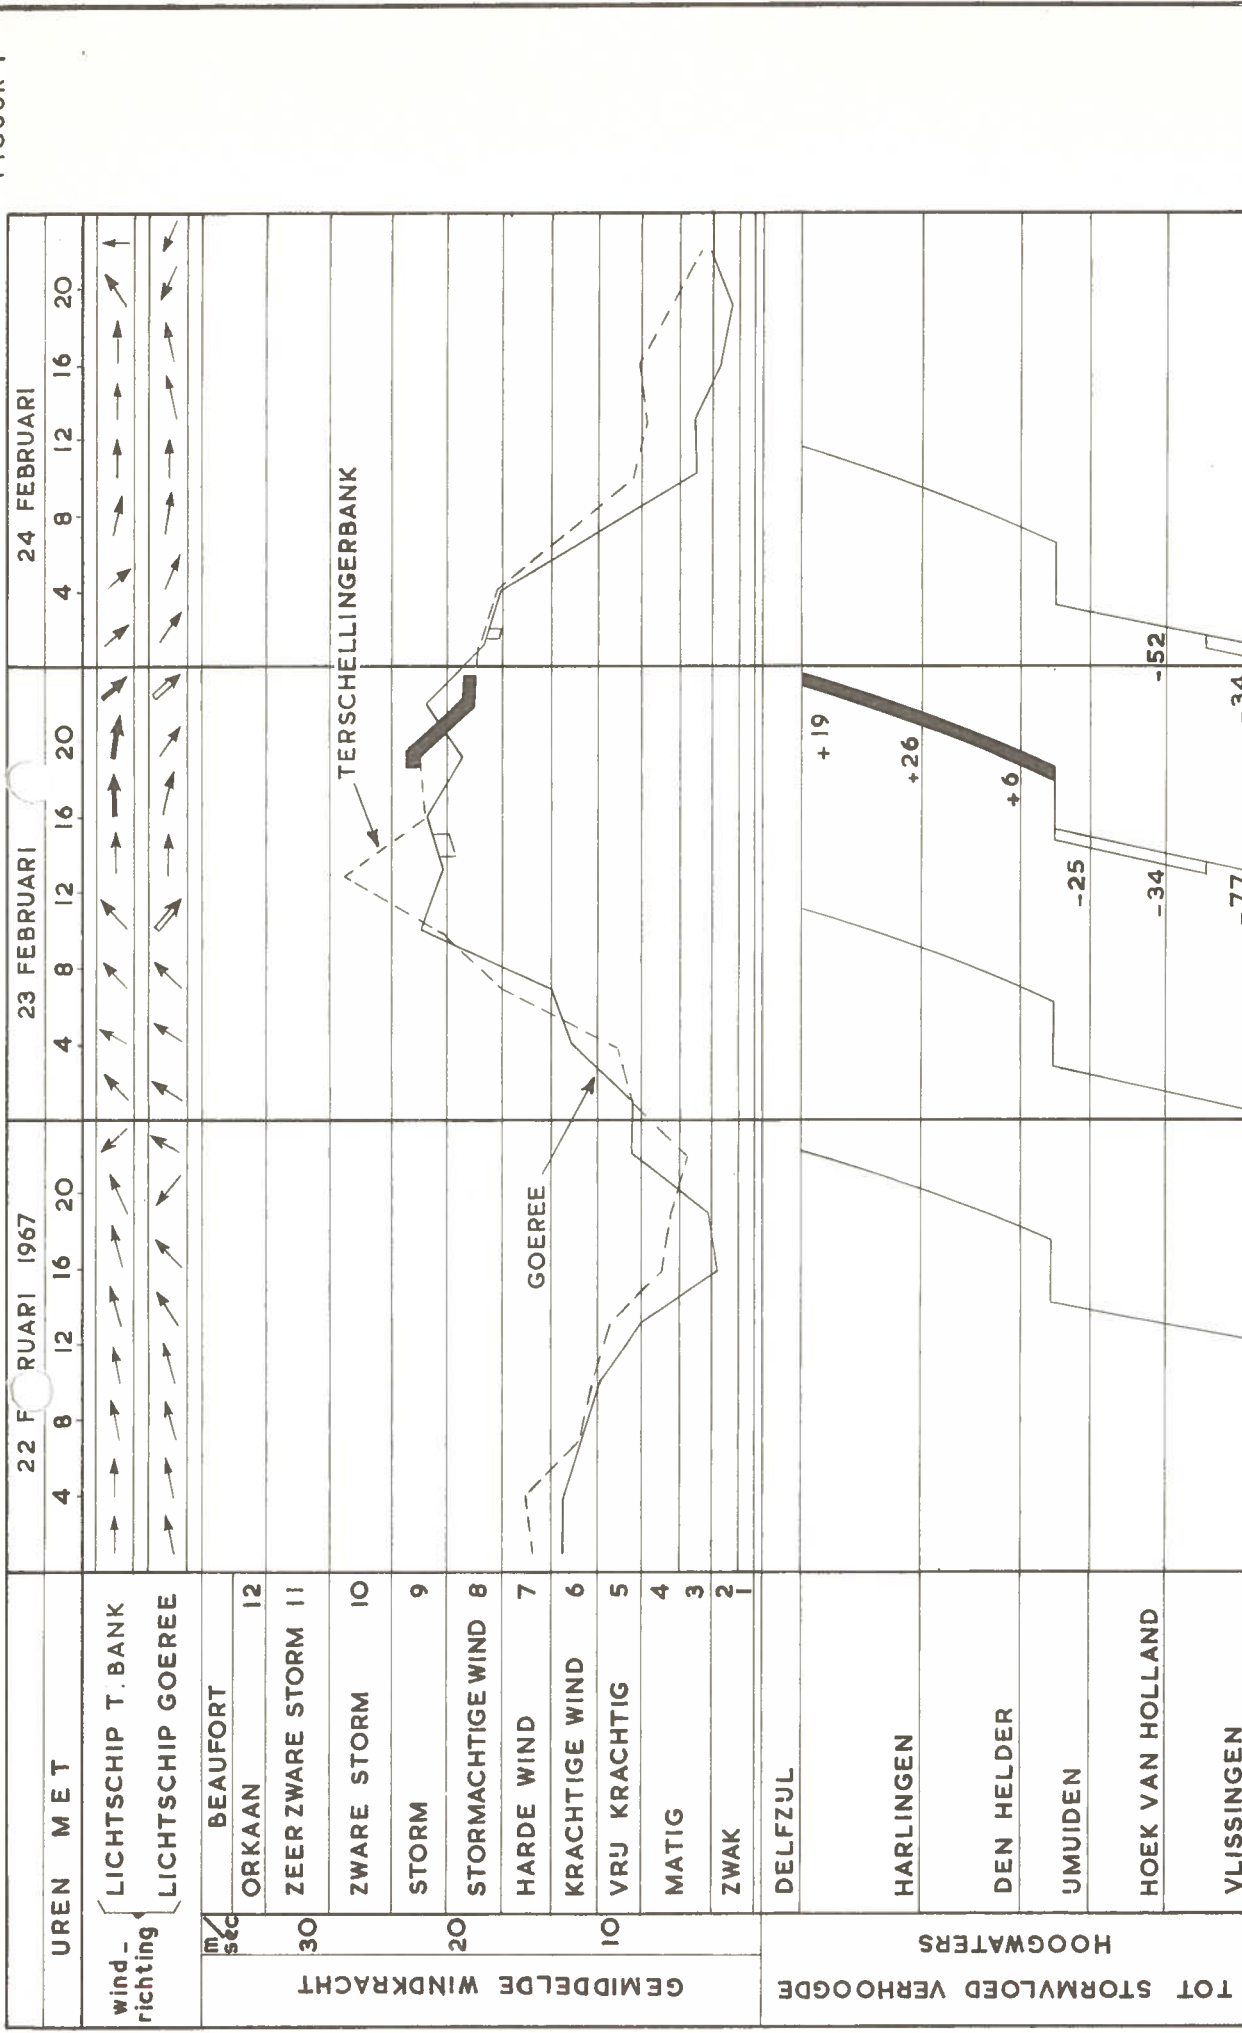 22 F RUARI 1967
23 FEBRUARI
24 FEBRUARI
UREN MET
4 8 12 16 20
4 8 12 16 20
4 8 12 16 20
wind-
richting
LICHTSCHIP T. BANK
LICHTSCHIP GOEREE
GEMIDDELDE WINDKRACHT
m/sec
30
20
10
BEAUFORT
ORKAAN 12
ZEER ZWARE STORM 11
ZWARE STORM 10
STORM 9
STORMACHTIGE WIND 8
HARDE WIND 7
KRACHTIGE WIND 6
VRIJ KRACHTIG 5
MATIG 4
3
ZWAK 2
1
GOEREE
TERSCHELLINGERBANK
TOT STORMVLOED VERHOOGDE
HOOGWATERS
DELFZIJL
HARLINGEN
DEN HELDER
IJMUIDEN
HOEK VAN HOLLAND
VLISSINGEN
+19
+26
+6
-25
-34
-77
-52
-34